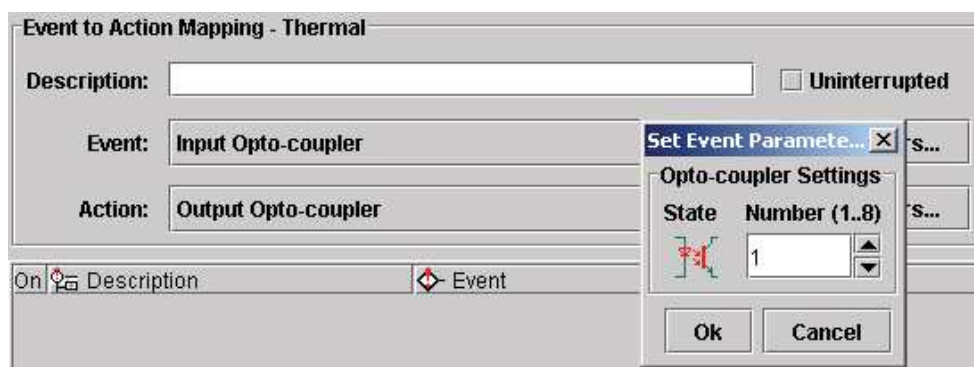 Event to Action Mapping - Thermal
Description:
Uninterrupted
Event: Input Opto-coupler
s...
Action: Output Opto-coupler
s...
Set Event Paramete...
Opto-coupler Settings
State Number (1..8)
1
Ok Cancel
On Description Event